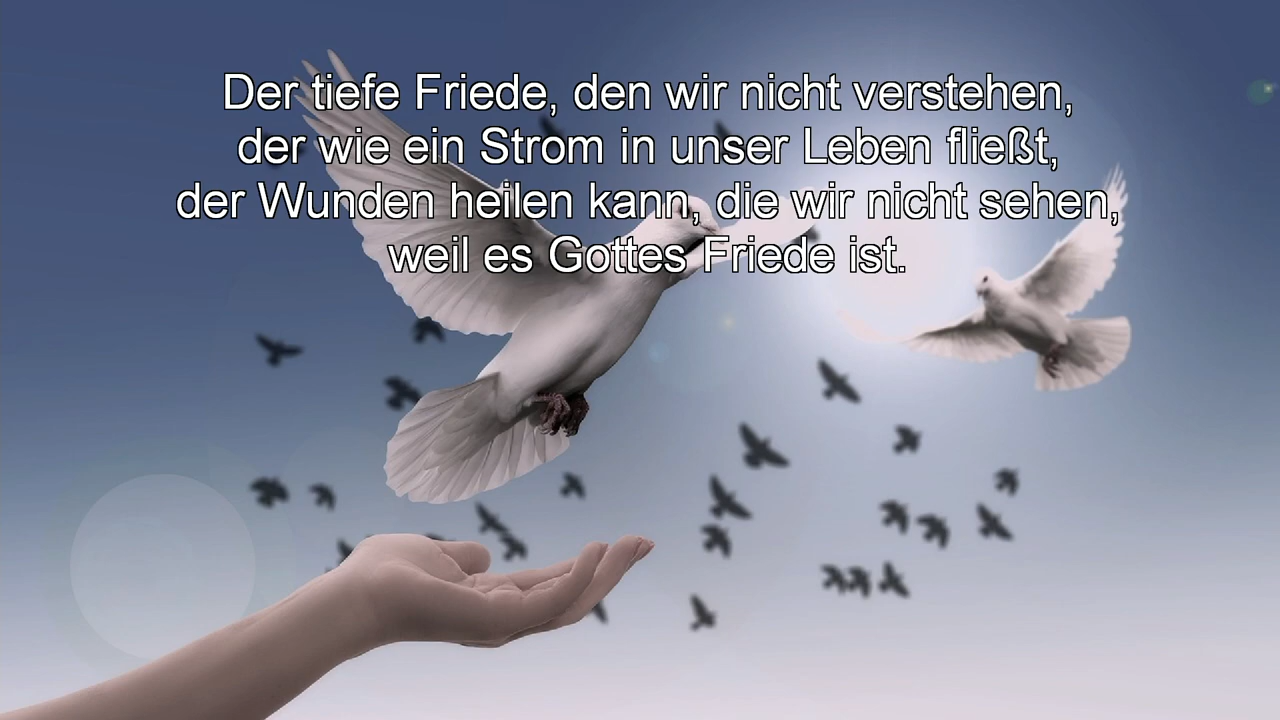 Der tiefe Friede, den wir nicht verstehen,
der wie ein Strom in unser Leben fließt,
der Wunden heilen kann, die wir nicht sehen,
weil es Gottes Friede ist.